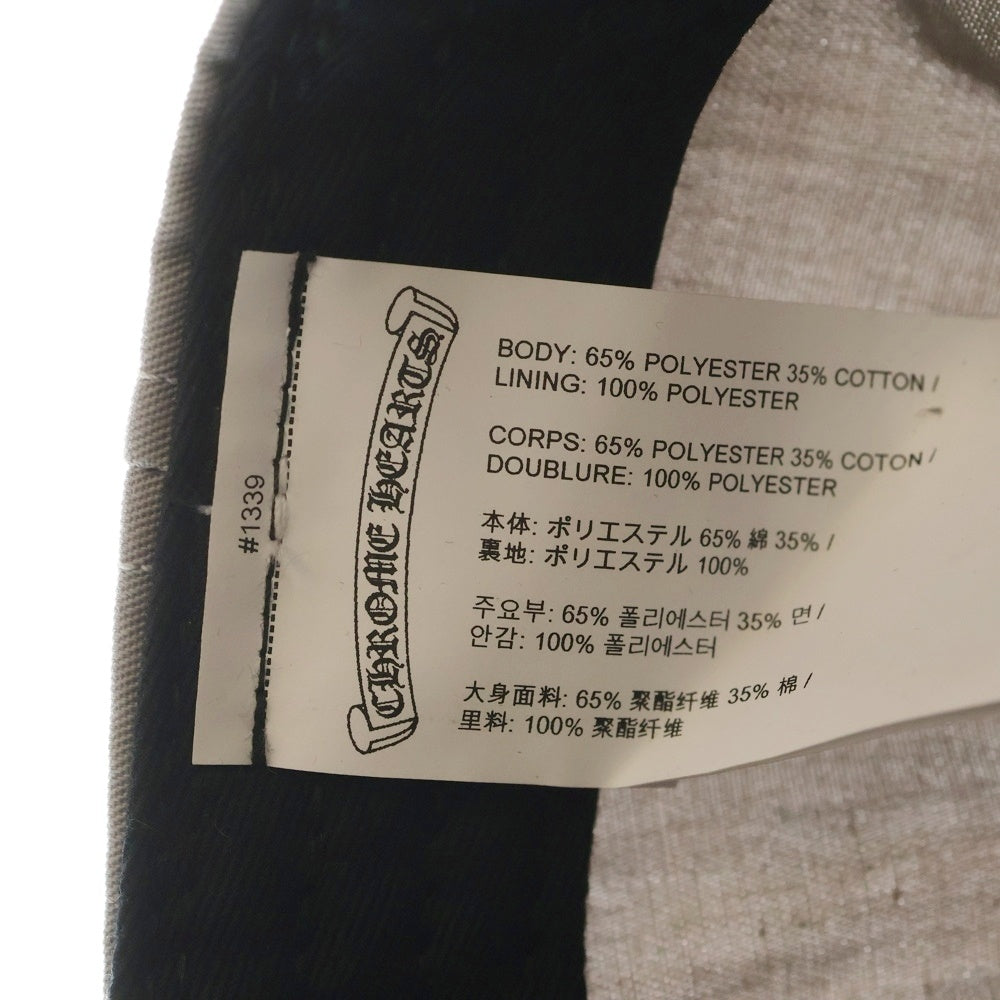 #1339
CHROME HEARTS
BODY: 65% POLYESTER 35% COTTON /
LINING: 100% POLYESTER
CORPS: 65% POLYESTER 35% COTON /
DOUBLURE: 100% POLYESTER
本体: ポリエステル 65% 綿 35% /
裏地: ポリエステル 100%
주요부: 65% 폴리에스터 35% 면 /
안감: 100% 폴리에스터
大身面料: 65% 聚酯纤维 35% 棉 /
里料: 100% 聚酯纤维